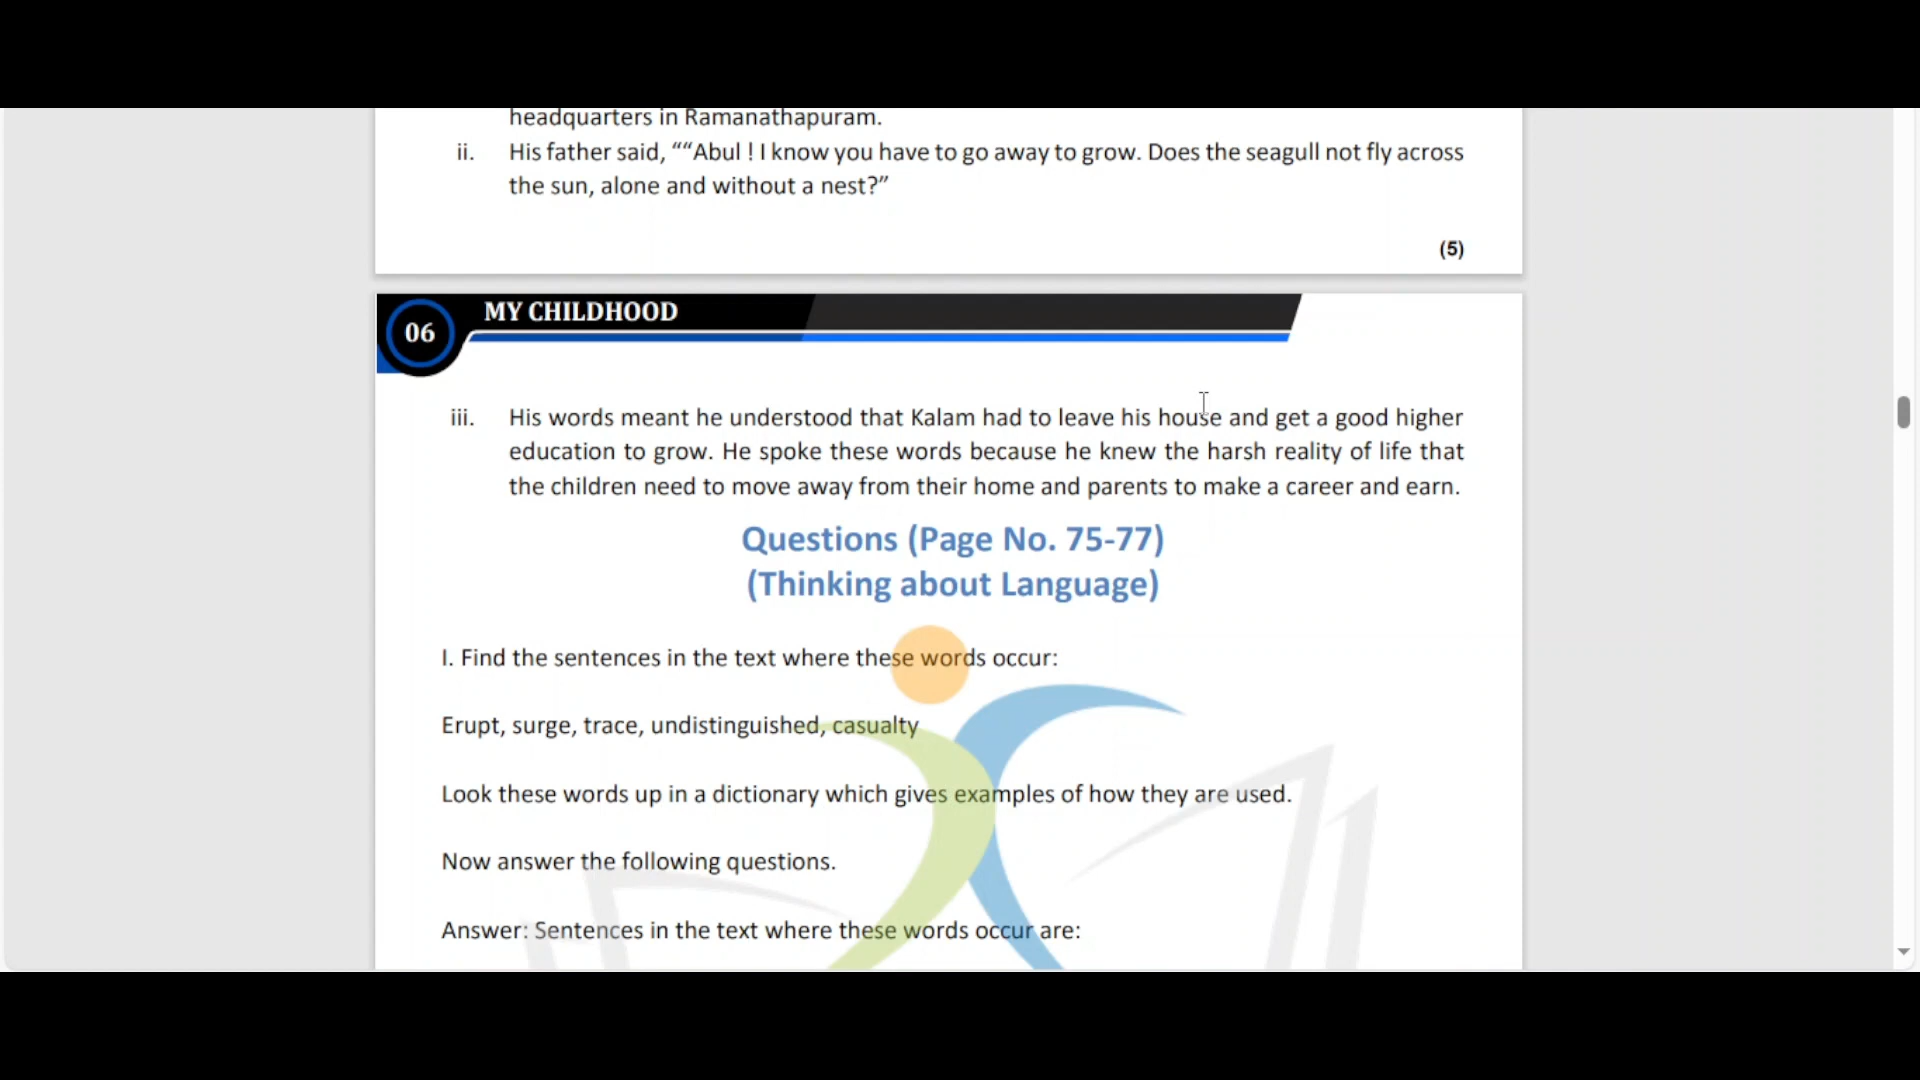 headquarters in Ramanathapuram.
ii. His father said, ““Abul ! I know you have to go away to grow. Does the seagull not fly across
the sun, alone and without a nest?”
(5)
06 MY CHILDHOOD
iii. His words meant he understood that Kalam had to leave his house and get a good higher
education to grow. He spoke these words because he knew the harsh reality of life that
the children need to move away from their home and parents to make a career and earn.
Questions (Page No. 75-77)
(Thinking about Language)
I. Find the sentences in the text where these words occur:
Erupt, surge, trace, undistinguished, casualty
Look these words up in a dictionary which gives examples of how they are used.
Now answer the following questions.
Answer: Sentences in the text where these words occur are: